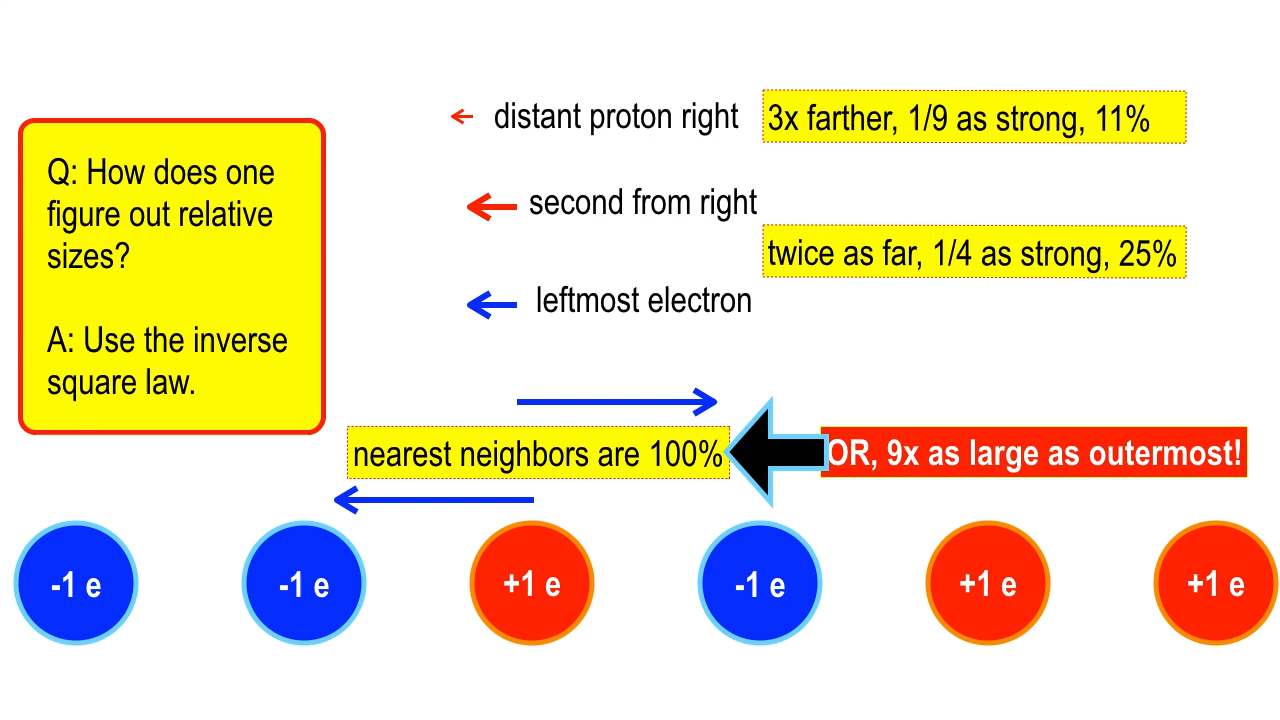 Q: How does one
figure out relative
sizes?
A: Use the inverse
square law.
distant proton right
3x farther, 1/9 as strong, 11%
second from right
twice as far, 1/4 as strong, 25%
leftmost electron
nearest neighbors are 100%
OR, 9x as large as outermost!
-1 e
-1 e
+1 e
-1 e
+1 e
+1 e